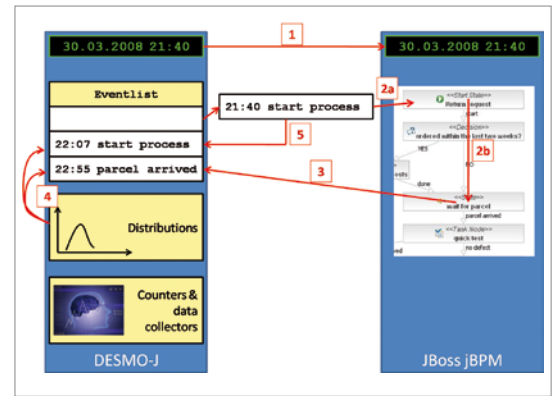 30.03.2008 21:40
1
30.03.2008 21:40
Eventlist
21:40 start process
2a
5
22:07 start process
22:55 parcel arrived
3
4
Distributions
Counters &
data
collectors
DESMO-J
<<Start State>>
Return request
start
<<Decision>>
ordered within the last two weeks?
YES
2b
NO
ests
done
wait for parcel
parcel arrived
<<Task Node>>
quick test
ved
no defect
JBoss jBPM